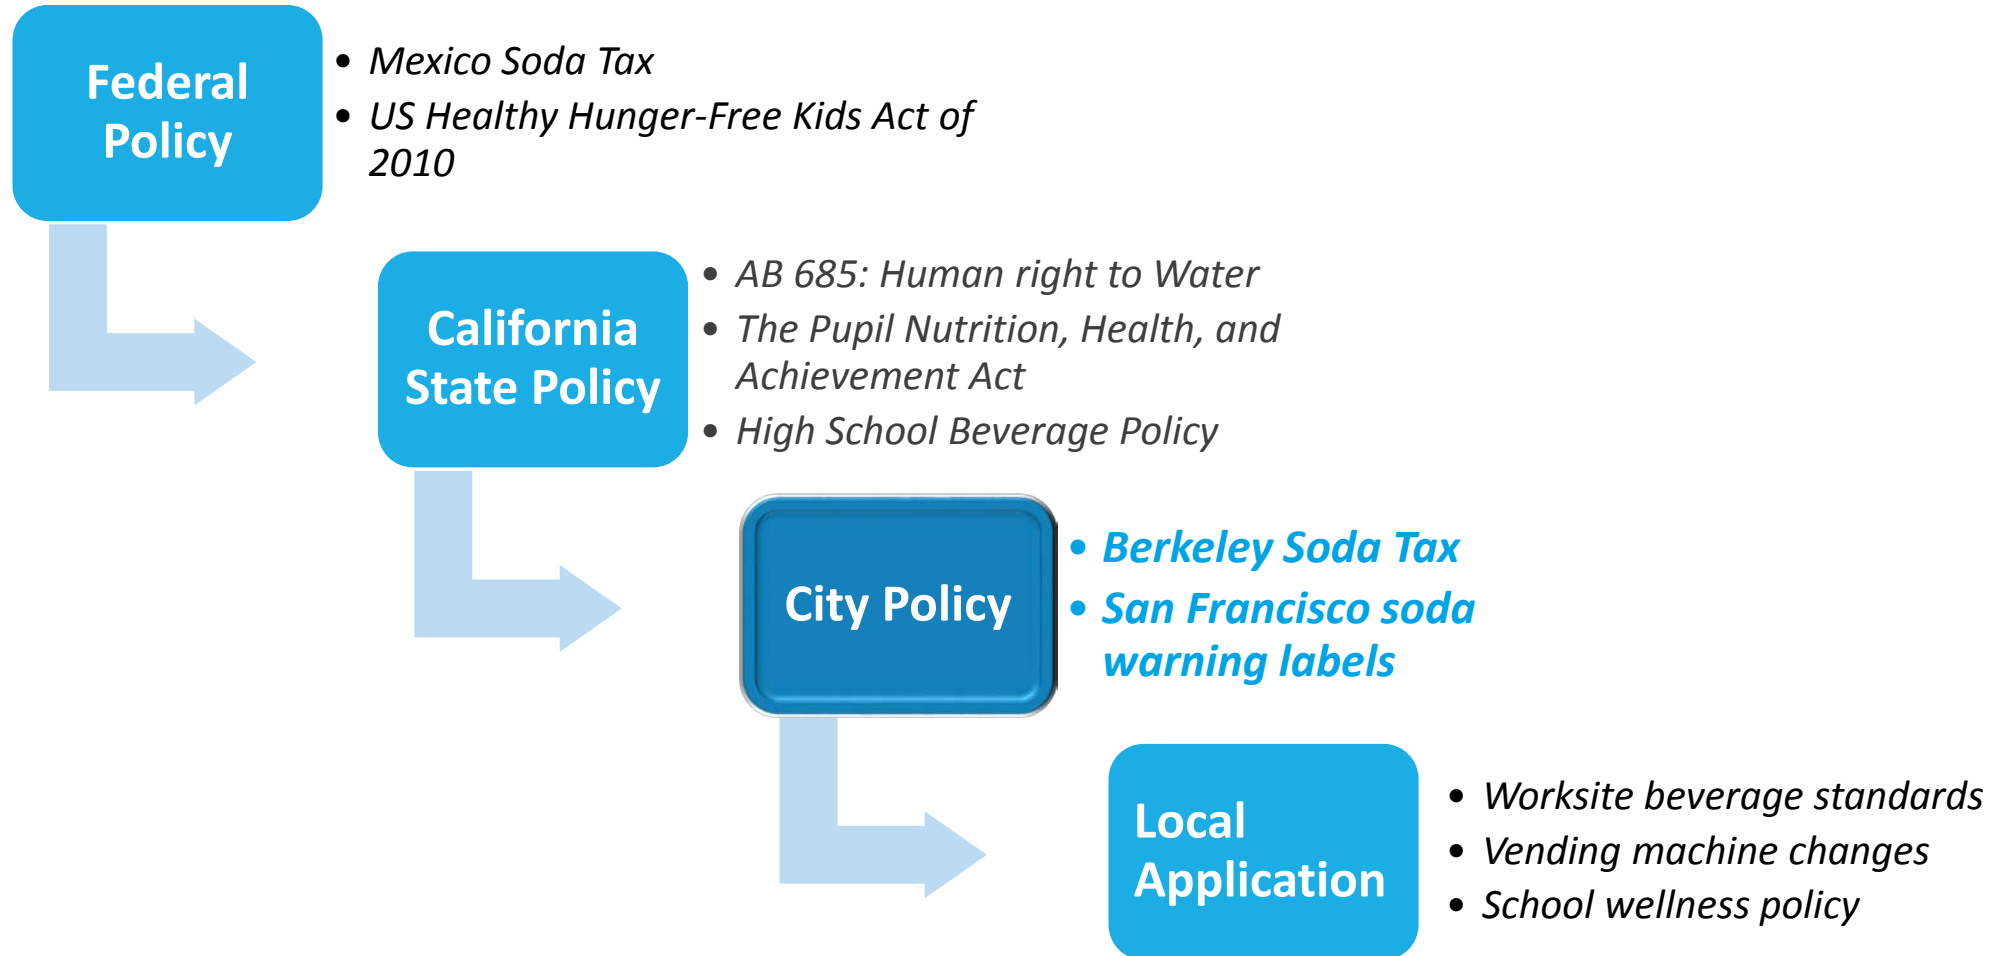 Federal
Policy
• Mexico Soda Tax
• US Healthy Hunger-Free Kids Act of
2010
California
State Policy
• AB 685: Human right to Water
• The Pupil Nutrition, Health, and
Achievement Act
• High School Beverage Policy
City Policy
• Berkeley Soda Tax
• San Francisco soda
warning labels
Local
Application
• Worksite beverage standards
• Vending machine changes
• School wellness policy